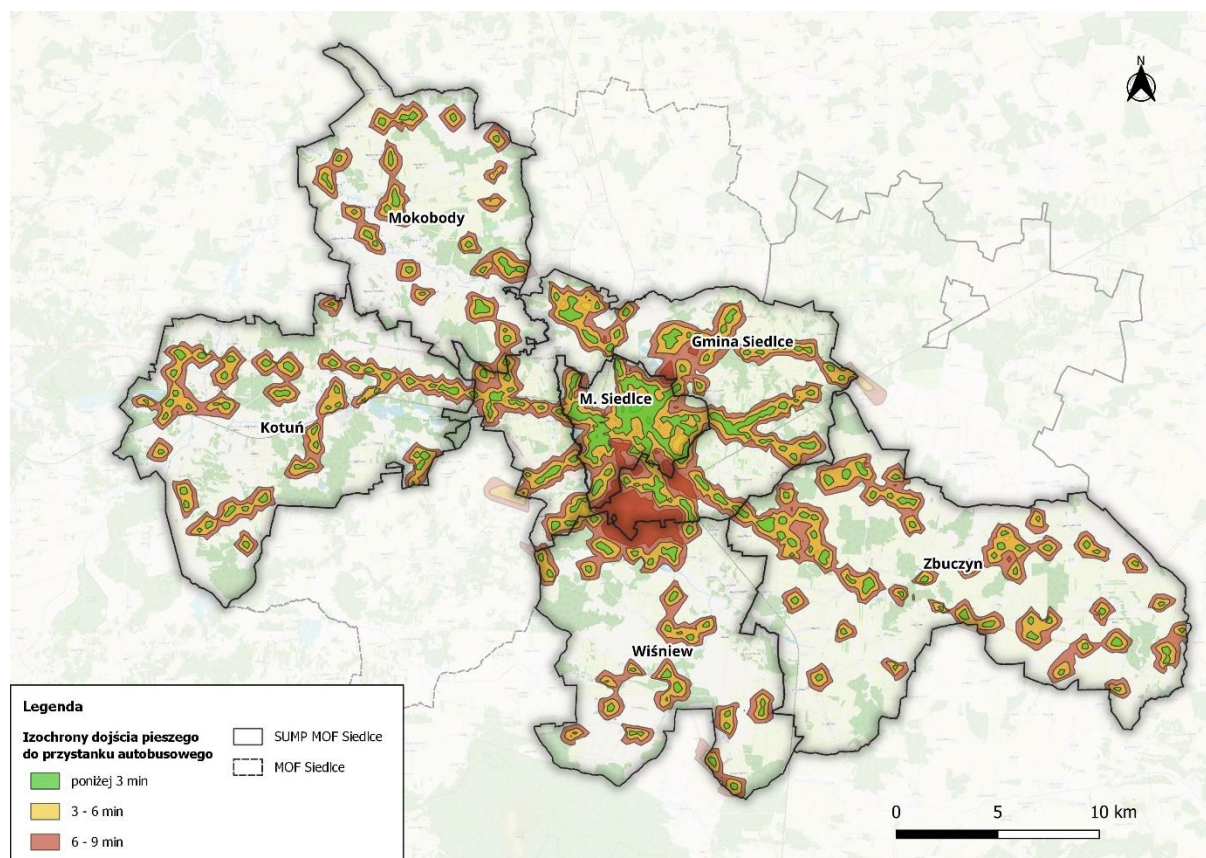 N
Mokobody
Gmina Siedlce
M. Siedlce
Kotuń
Zbuczyn
Wiśniew
Legenda
Izochrony dojścia pieszego
do przystanku autobusowego
poniżej 3 min
3 - 6 min
6 - 9 min
SUMP MOF Siedlce
MOF Siedlce
0 5 10 km